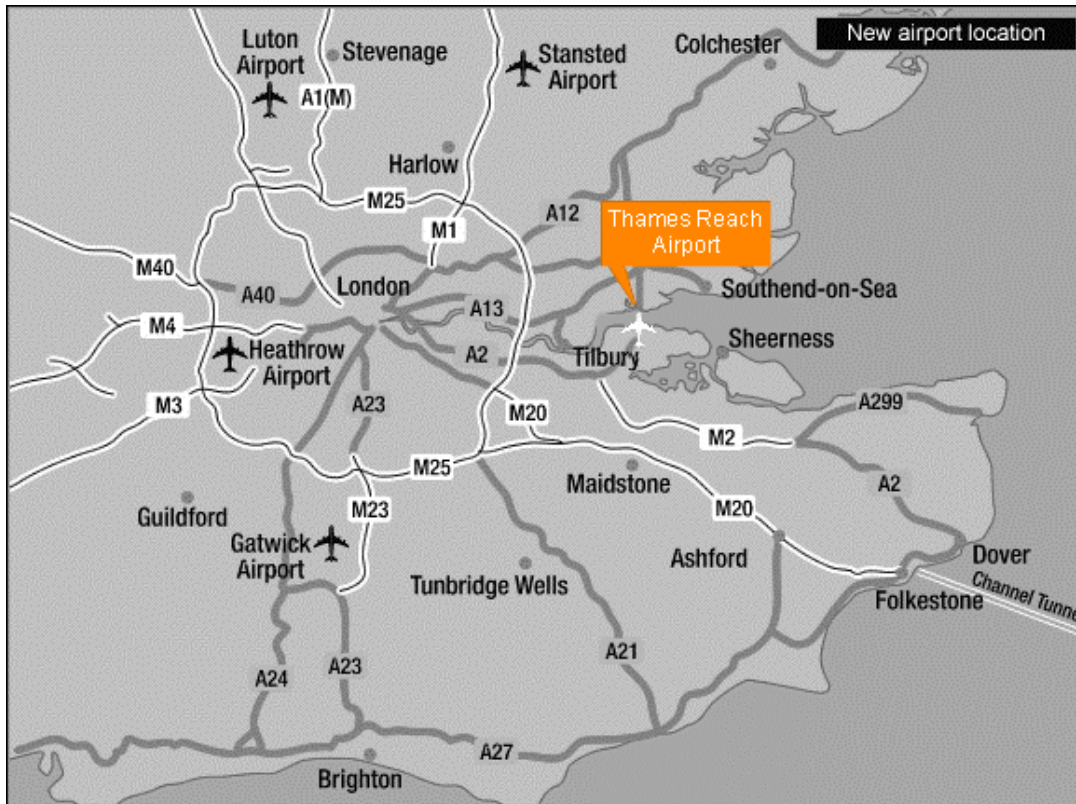 New airport location
Luton
Airport
Stevenage
Stansted
Airport
Colchester
A1(M)
Harlow
M25
A12
Thames Reach
Airport
M1
M40
A40
London
A13
Southend-on-Sea
M4
Heathrow
Airport
A2
Tilbury
Sheerness
M3
A23
M20
M2
A299
M25
Maidstone
A2
Guildford
M23
M20
Gatwick
Airport
Tunbridge Wells
Ashford
Dover
Folkestone
Channel Tunne
A24
A23
A21
A27
Brighton